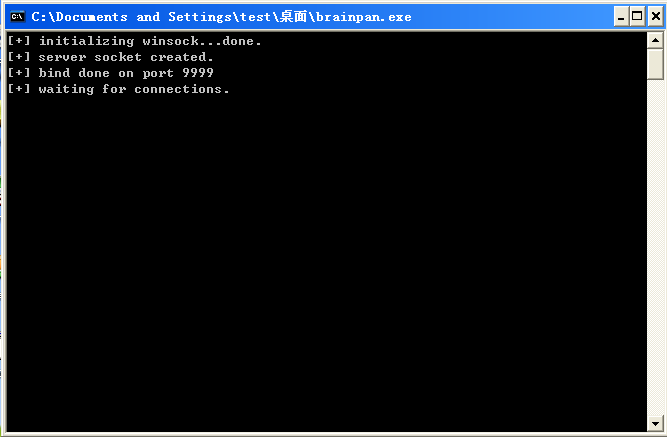 C:\Documents and Settings\test\桌面\brainpan.exe
[+] initializing winsock...done.
[+] server socket created.
[+] bind done on port 9999
[+] waiting for connections.